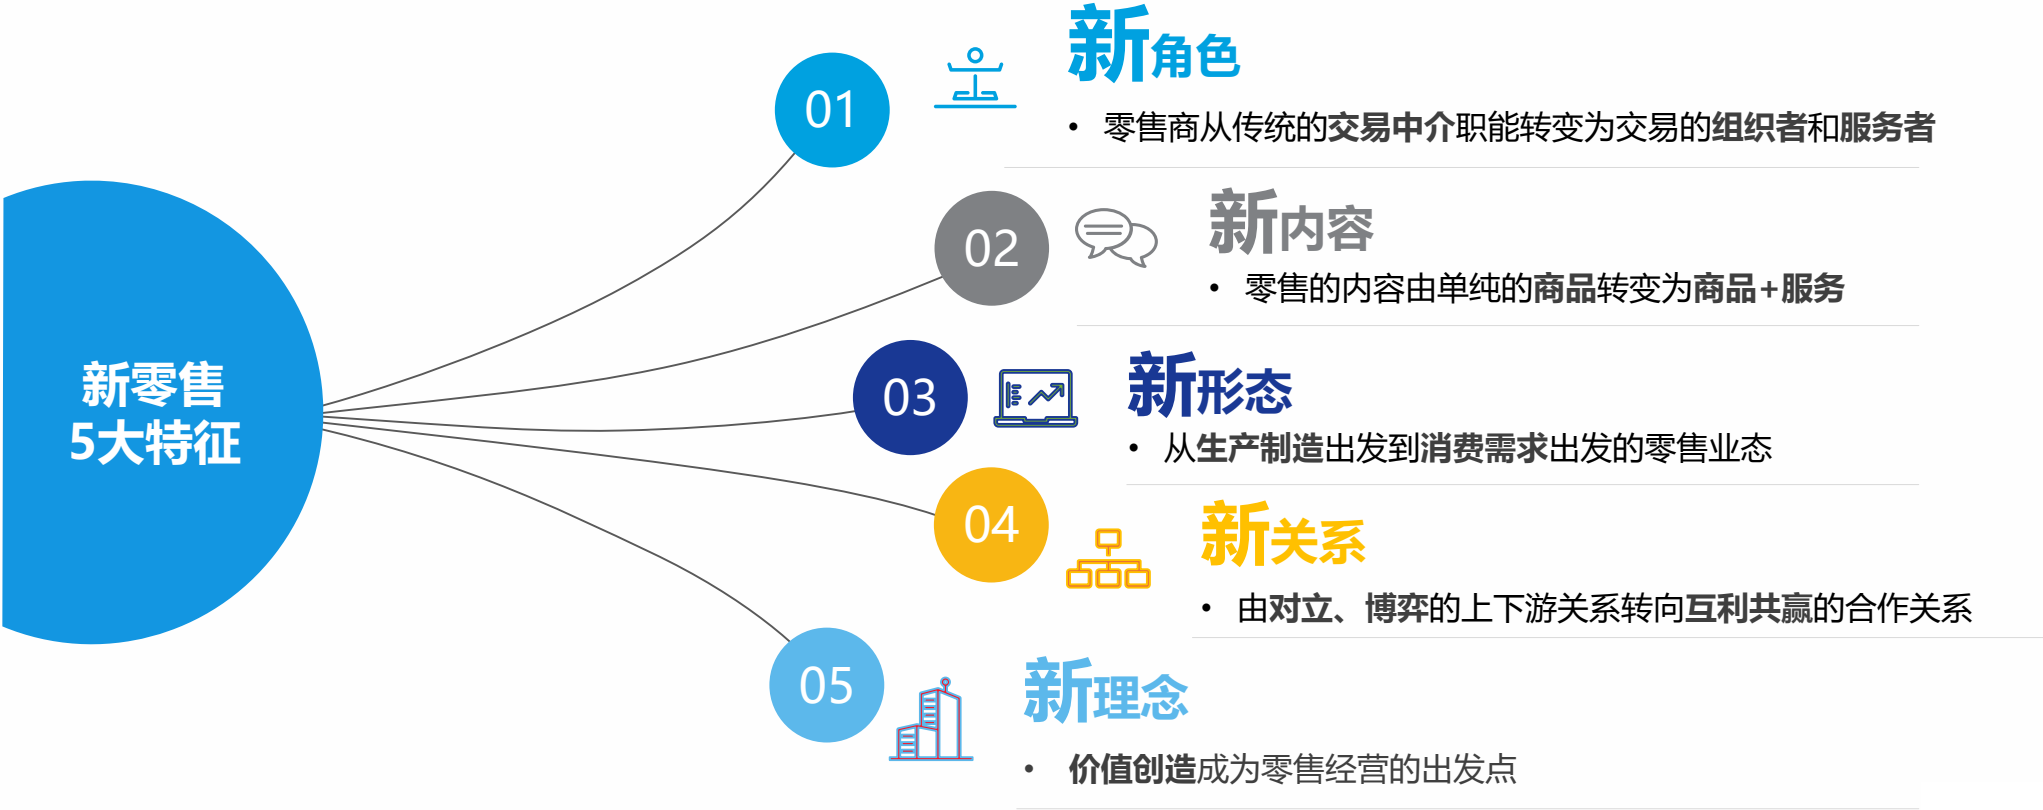 新零售
5大特征
01
新角色
• 零售商从传统的交易中介职能转变为交易的组织者和服务者
02
新内容
• 零售的内容由单纯的商品转变为商品+服务
03
新形态
• 从生产制造出发到消费需求出发的零售业态
04
新关系
• 由对立、博弈的上下游关系转向互利共赢的合作关系
05
新理念
• 价值创造成为零售经营的出发点